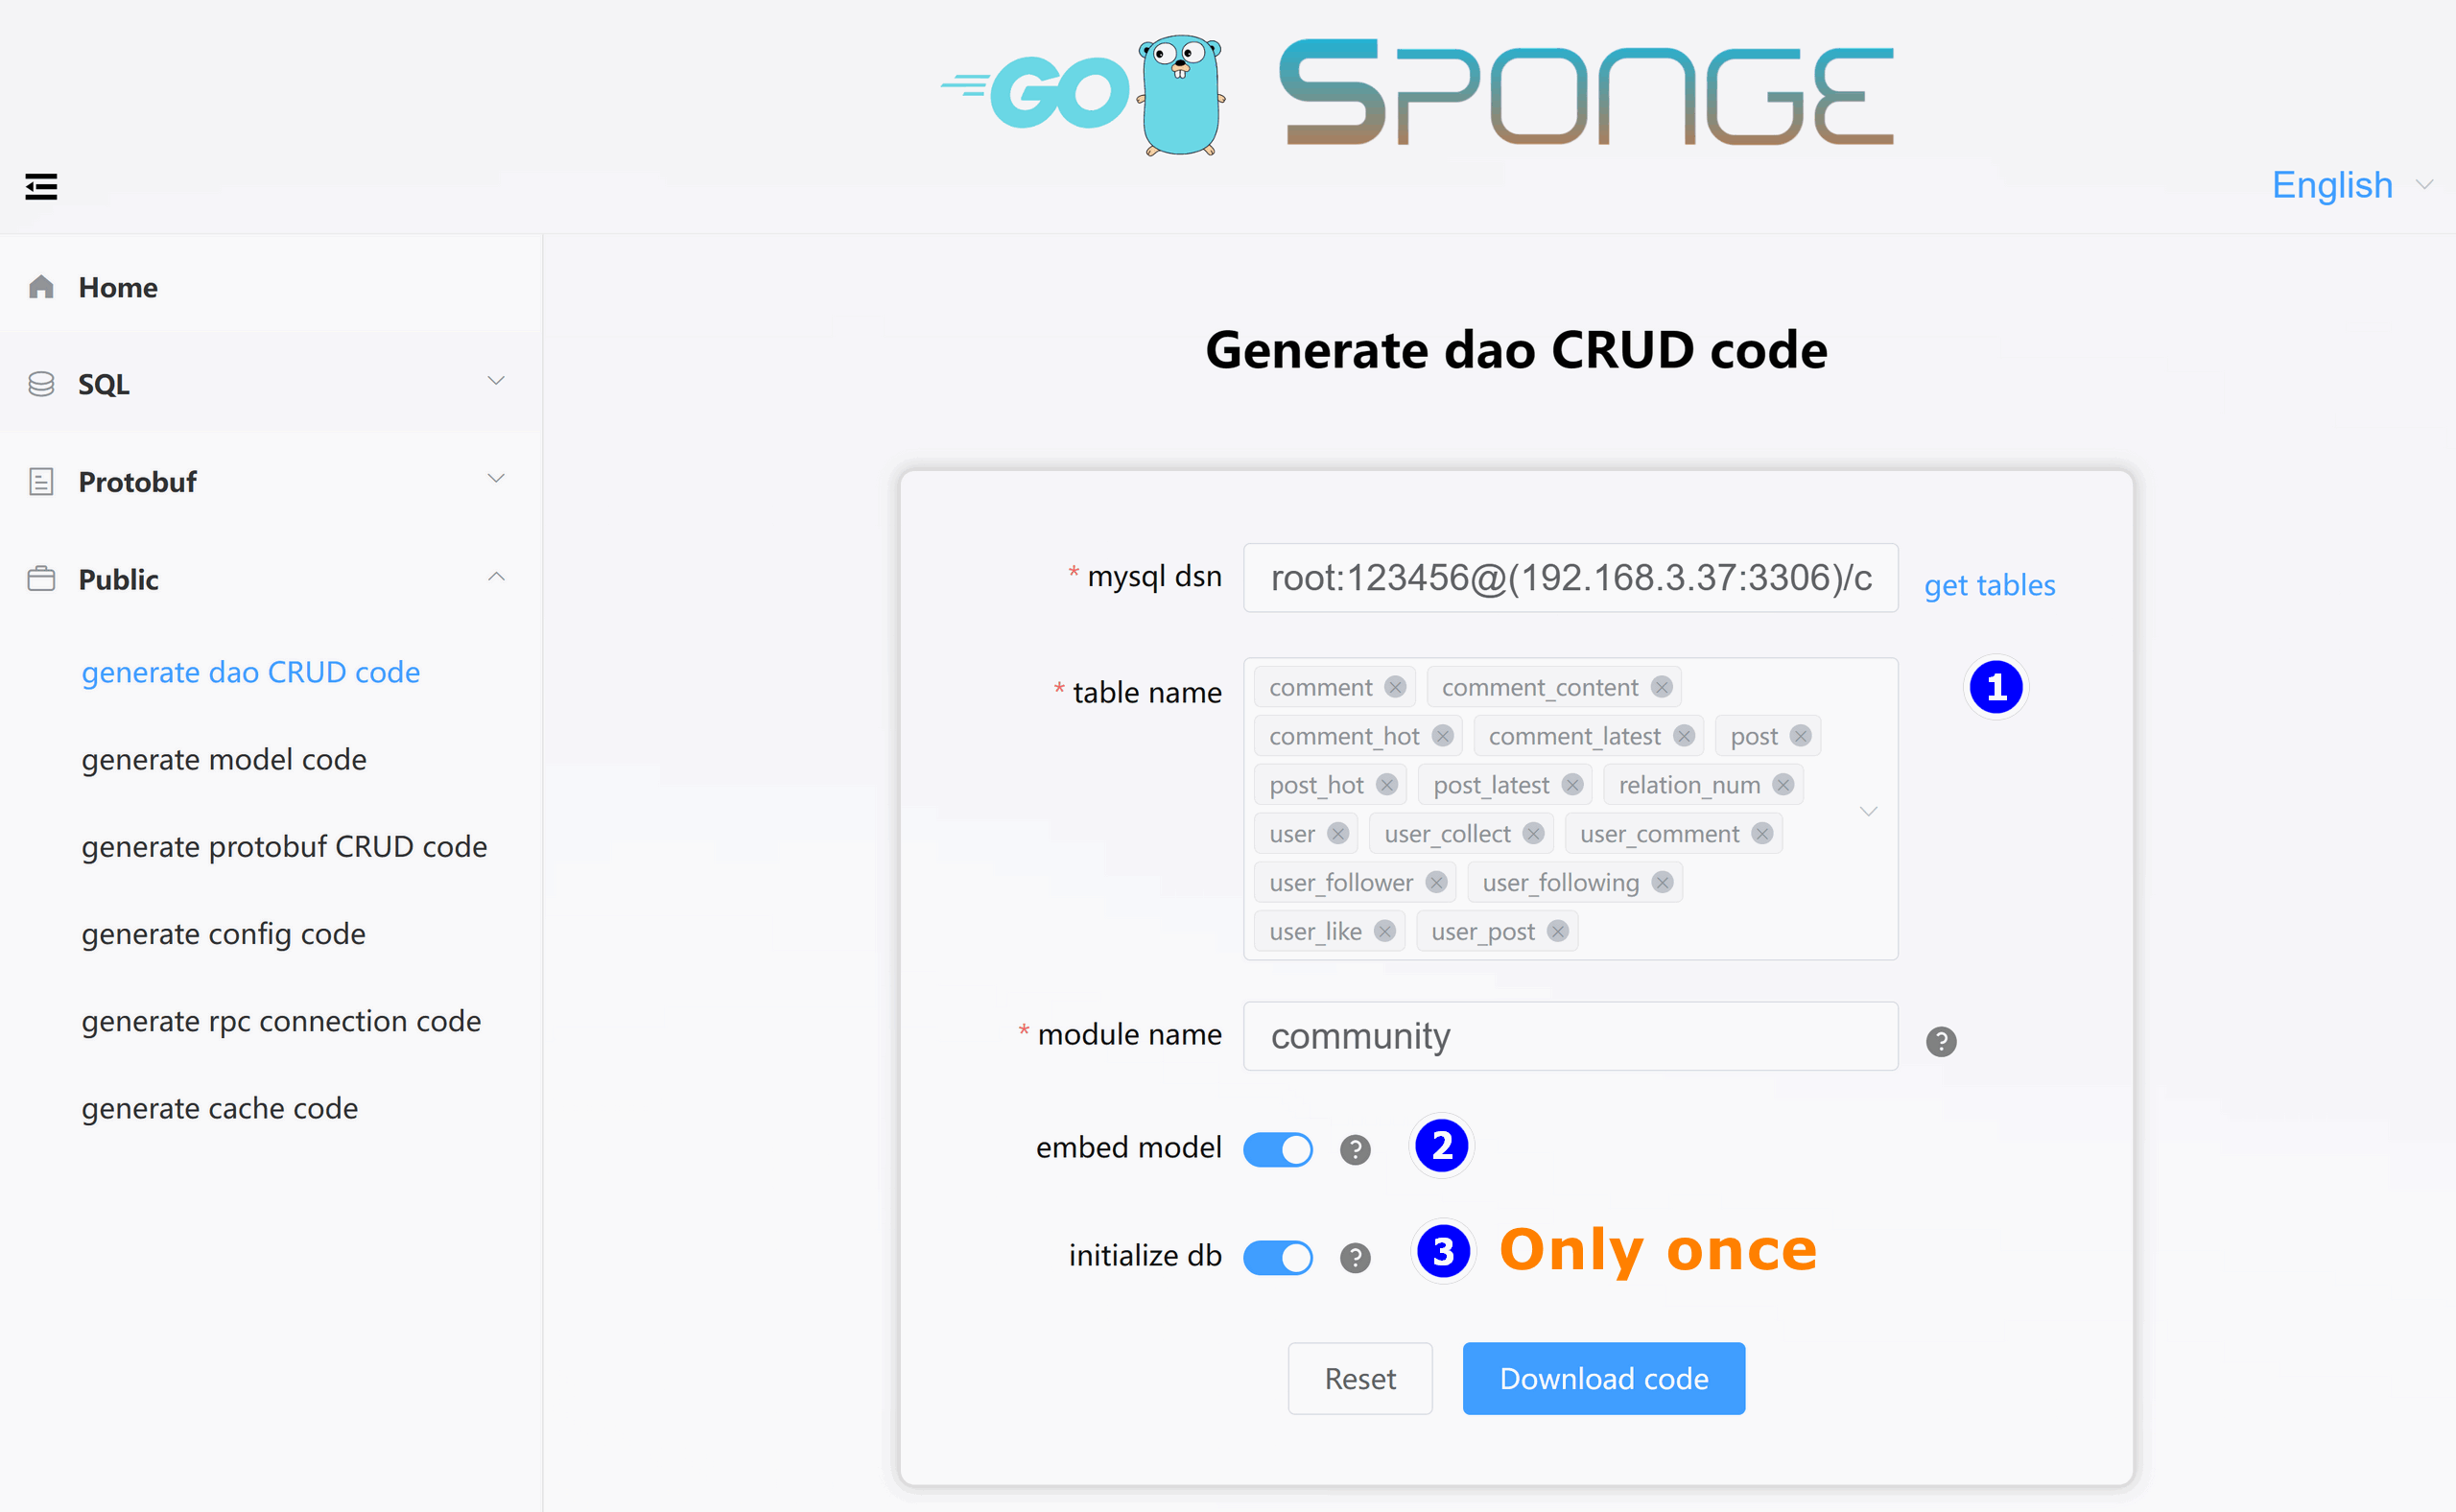 GO SPONGE
English
Home
SQL
Protobuf
Public
generate dao CRUD code
generate model code
generate protobuf CRUD code
generate config code
generate rpc connection code
generate cache code
Generate dao CRUD code
* mysql dsn root:123456@(192.168.3.37:3306)/c get tables
* table name comment comment_content 1
comment_hot comment_latest post
post_hot post_latest relation_num
user user_collect user_comment
user_follower user_following
user_like user_post
* module name community ?
embed model ? 2
initialize db ? 3 Only once
Reset Download code